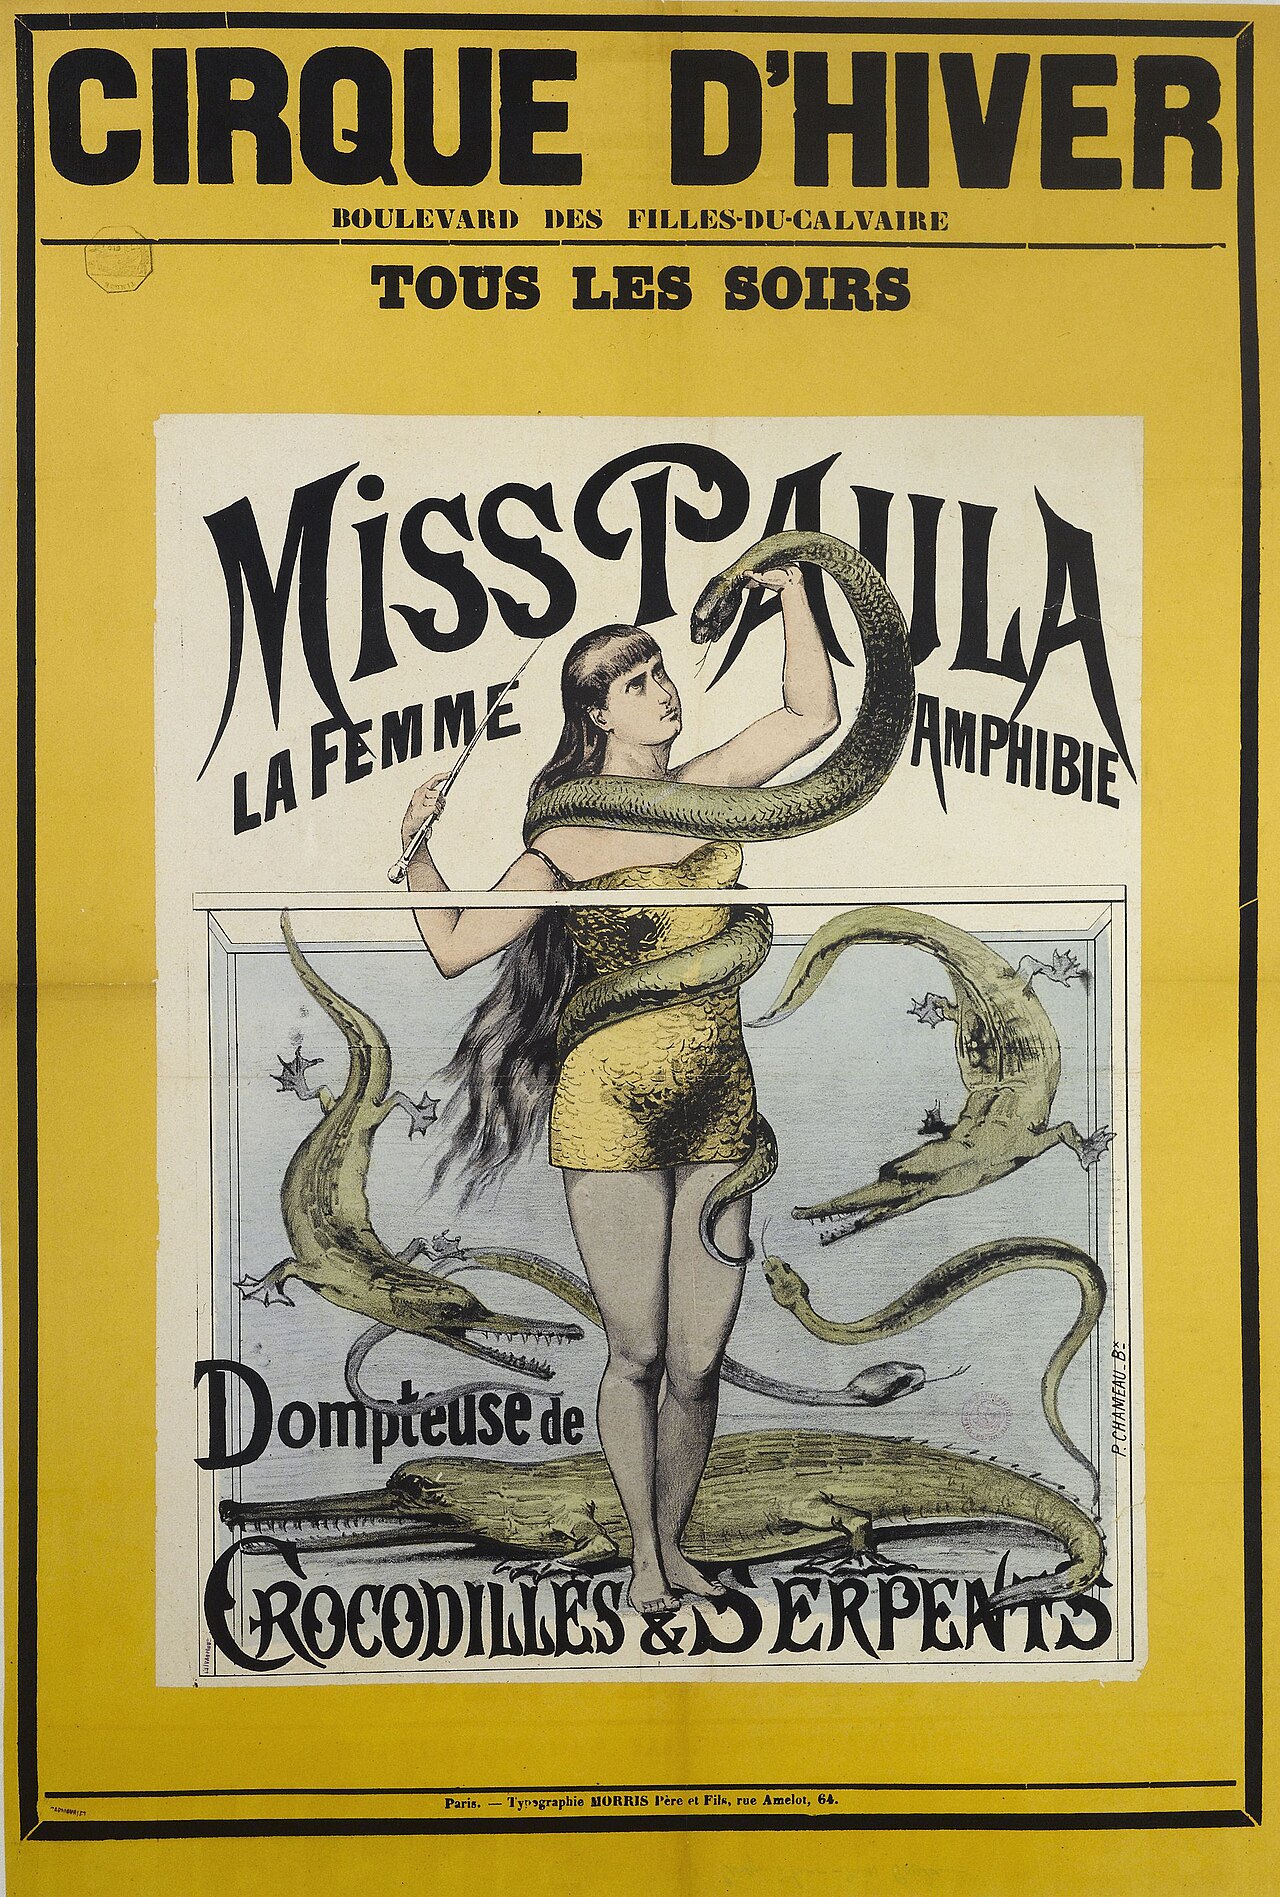 CIRQUE D'HIVER
BOULEVARD DES FILLES-DU-CALVAIRE
TOUS LES SOIRS
MiSS PAULA
LA FEMME AMPHIBIE
Dompteuse de
CROCODILLES & SERPENTS
P. CHAMEAU_Bx
Paris. — Typographie MORRIS Père et Fils, rue Amelot, 64.